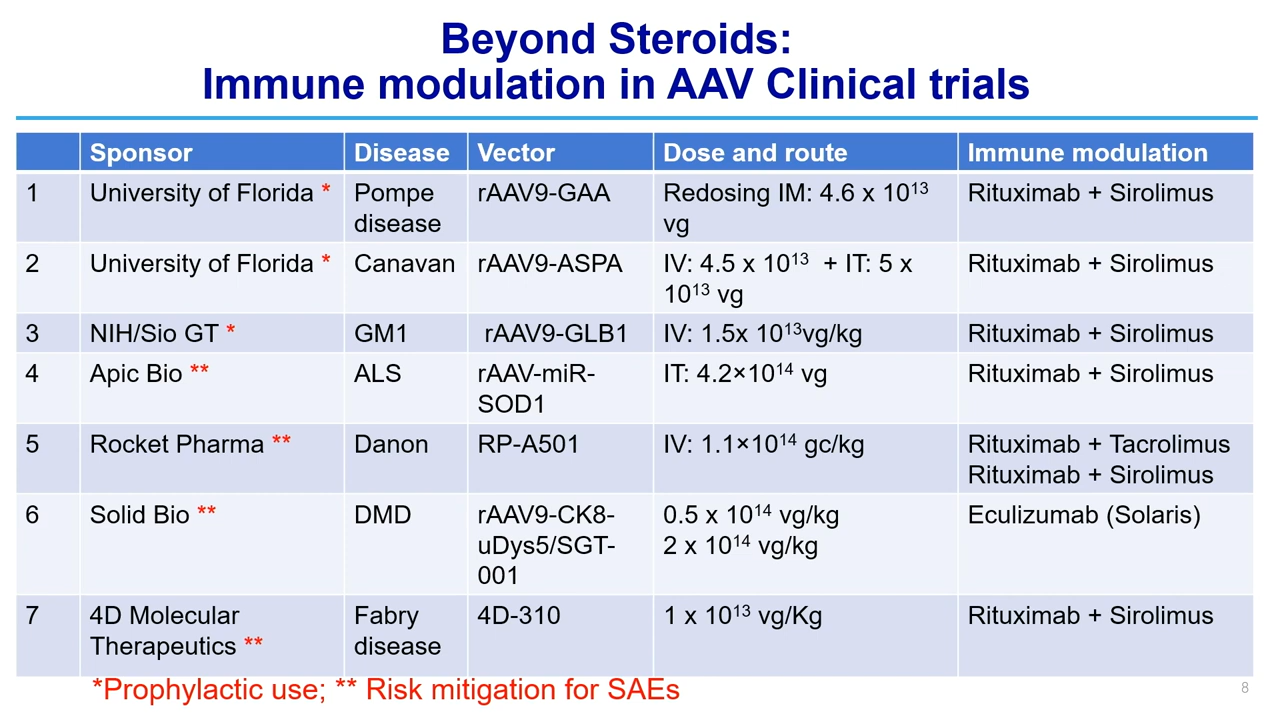 Beyond Steroids:
Immune modulation in AAV Clinical trials
Sponsor Disease Vector Dose and route Immune modulation
1 University of Florida * Pompe disease rAAV9-GAA Redosing IM: 4.6 x 10¹³ vg Rituximab + Sirolimus
2 University of Florida * Canavan rAAV9-ASPA IV: 4.5 x 10¹³ + IT: 5 x 10¹³ vg Rituximab + Sirolimus
3 NIH/Sio GT * GM1 rAAV9-GLB1 IV: 1.5x 10¹³vg/kg Rituximab + Sirolimus
4 Apic Bio ** ALS rAAV-miR-SOD1 IT: 4.2×10¹⁴ vg Rituximab + Sirolimus
5 Rocket Pharma ** Danon RP-A501 IV: 1.1×10¹⁴ gc/kg Rituximab + Tacrolimus Rituximab + Sirolimus
6 Solid Bio ** DMD rAAV9-CK8-uDys5/SGT-001 0.5 x 10¹⁴ vg/kg 2 x 10¹⁴ vg/kg Eculizumab (Solaris)
7 4D Molecular Therapeutics ** Fabry disease 4D-310 1 x 10¹³ vg/Kg Rituximab + Sirolimus
*Prophylactic use; ** Risk mitigation for SAEs
8